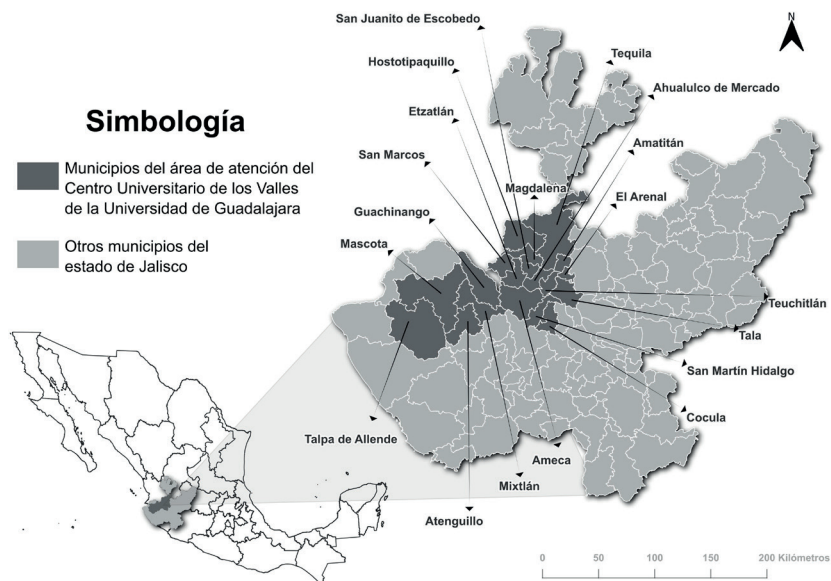 Simbología
Municipios del área de atención del
Centro Universitario de los Valles
de la Universidad de Guadalajara
Otros municipios del
estado de Jalisco
San Juanito de Escobedo
Hostotipaquillo
Etzatlán
San Marcos
Guachinango
Mascota
Magdalena
Tequila
Ahualulco de Mercado
Amatitán
El Arenal
N
Teuchitlán
Tala
San Martín Hidalgo
Cocula
Talpa de Allende
Ameca
Mixtlán
Atenguillo
0 50 100 150 200 Kilómetros